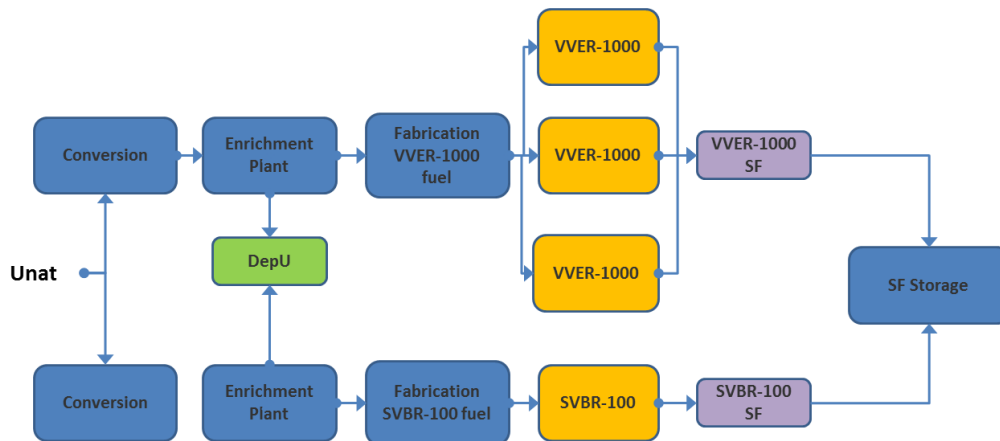 VVER-1000
Conversion
Enrichment
Plant
Fabrication
VVER-1000
fuel
VVER-1000
VVER-1000
SF
DepU
VVER-1000
Unat
SF Storage
Conversion
Enrichment
Plant
Fabrication
SVBR-100 fuel
SVBR-100
SVBR-100
SF